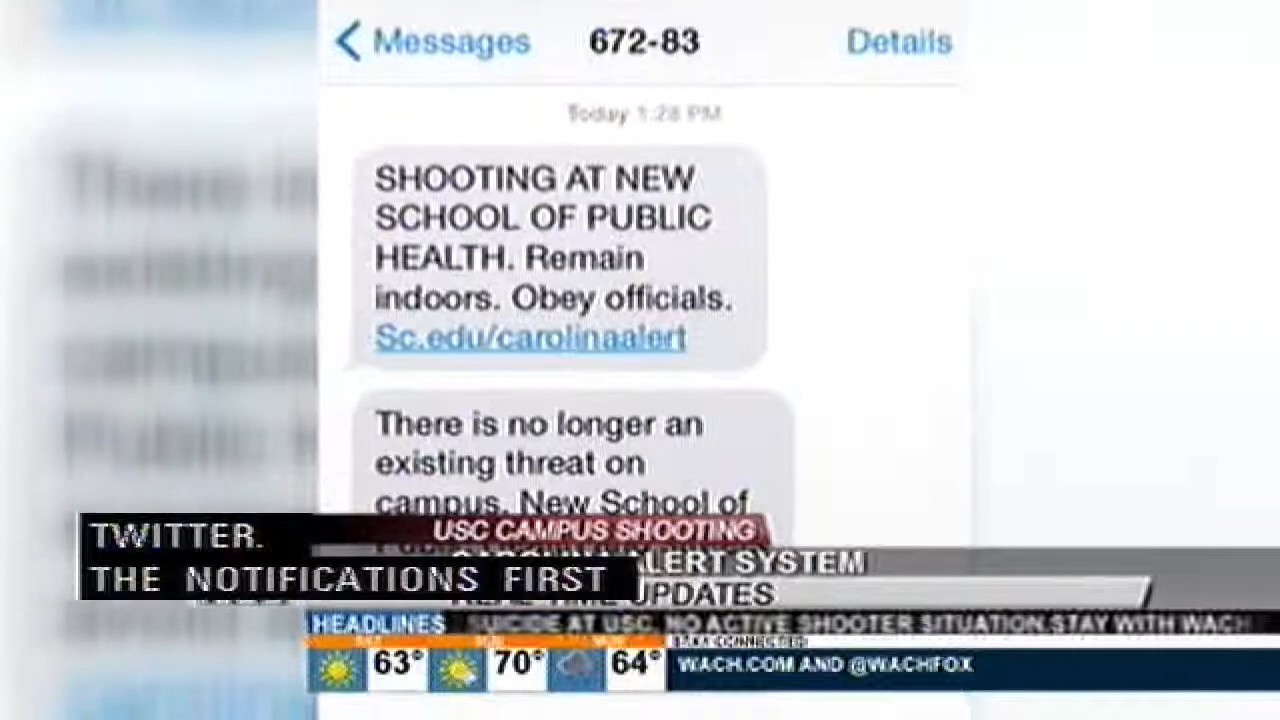 Messages 672-83 Details
Today 1:28 PM
SHOOTING AT NEW
SCHOOL OF PUBLIC
HEALTH. Remain
indoors. Obey officials.
Sc.edu/carolinaalert
There is no longer an
existing threat on
campus. New School of
USC CAMPUS SHOOTING
TWITTER.
ALERT SYSTEM
THE NOTIFICATIONS FIRST
UPDATES
HEADLINES SUICIDE AT USC. NO ACTIVE SHOOTER SITUATION.STAY WITH WACH
63° 70° 64° WACH.COM AND @WACHFOX